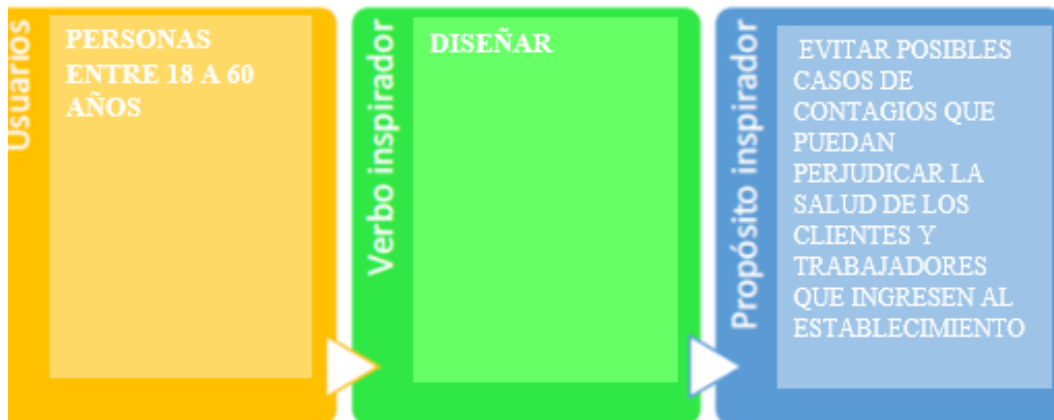 Usuarios
PERSONAS
ENTRE 18 A 60
AÑOS
Verbo inspirador
DISEÑAR
Propósito inspirador
EVITAR POSIBLES
CASOS DE
CONTAGIOS QUE
PUEDAN
PERJUDICAR LA
SALUD DE LOS
CLIENTES Y
TRABAJADORES
QUE INGRESEN AL
ESTABLECIMIENTO